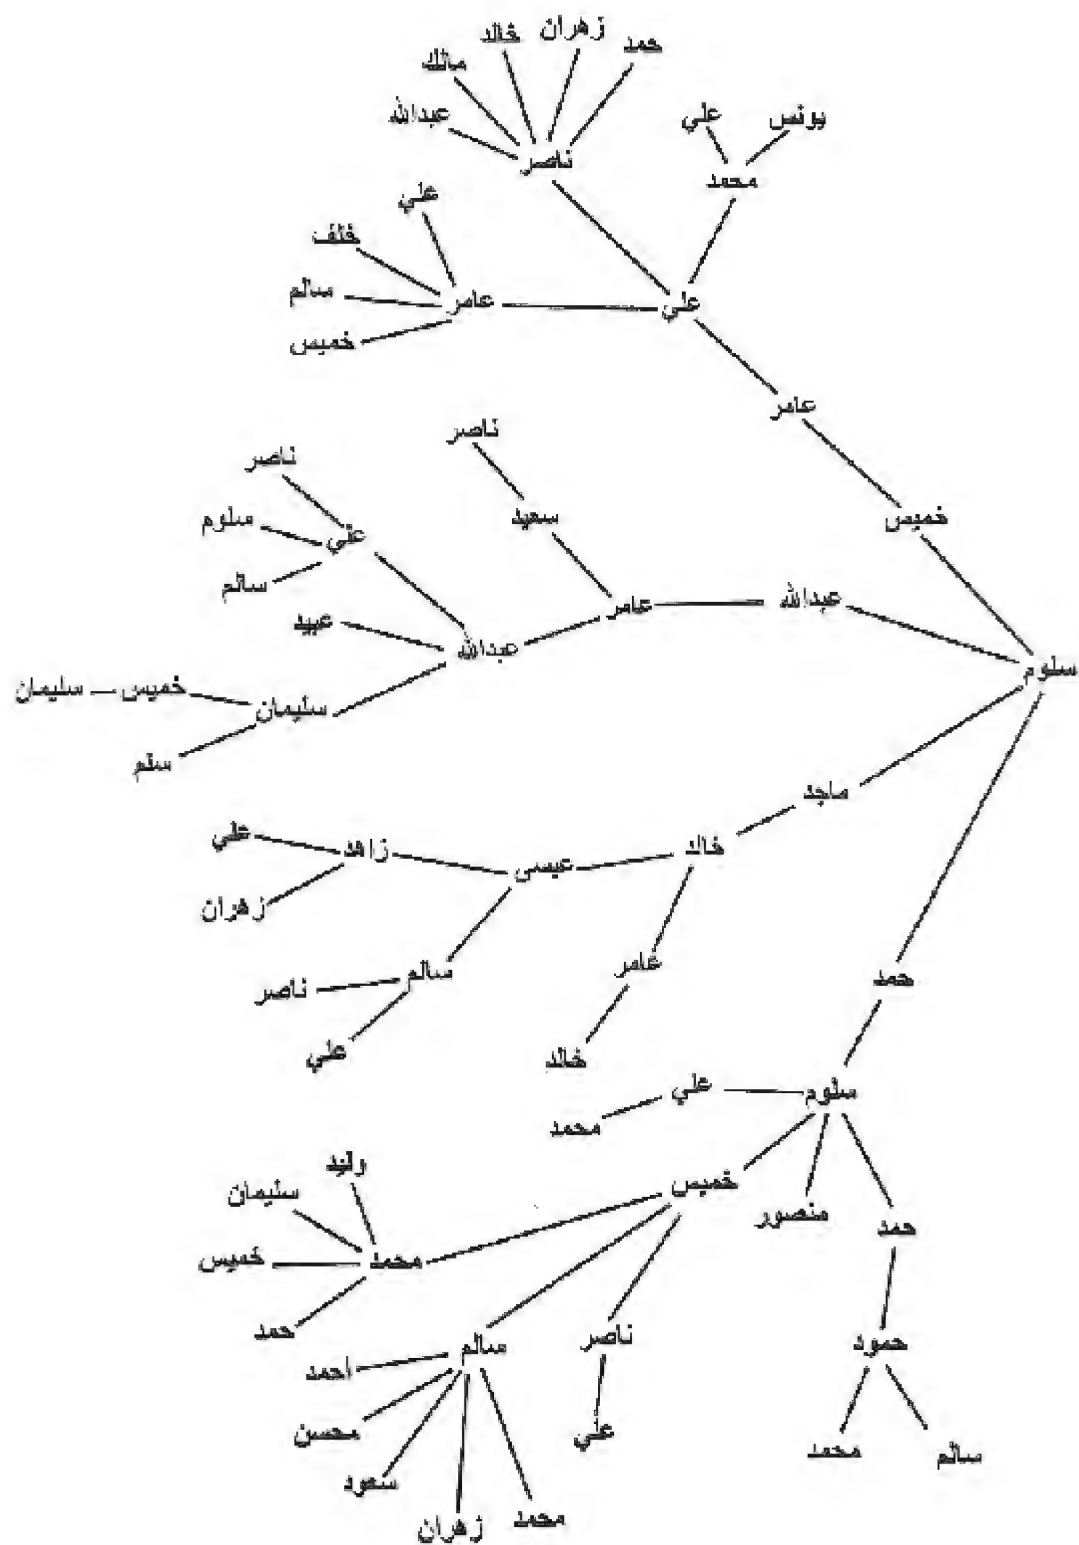 زهران
خالد
حمد
مالك
عبدالله
علي
يونس
ناصر
محمد
علي
خلف
سالم
عامر
علي
خميس
عامر
ناصر
ناصر
خميس
سلوم
سعيد
علي
سالم
عبدالله
عامر
عبيد
عبدالله
سلوم
سليمان
خميس
سليمان
سلم
ماجد
علي
زاهد
خالد
عيسى
زهران
عامر
سالم
حمد
ناصر
علي
خالد
علي
سلوم
محمد
وليد
خميس
سليمان
منصور
حمد
خميس
محمد
حمد
ناصر
حمود
سالم
احمد
محسن
علي
محمد
سالم
سعود
زهران
محمد